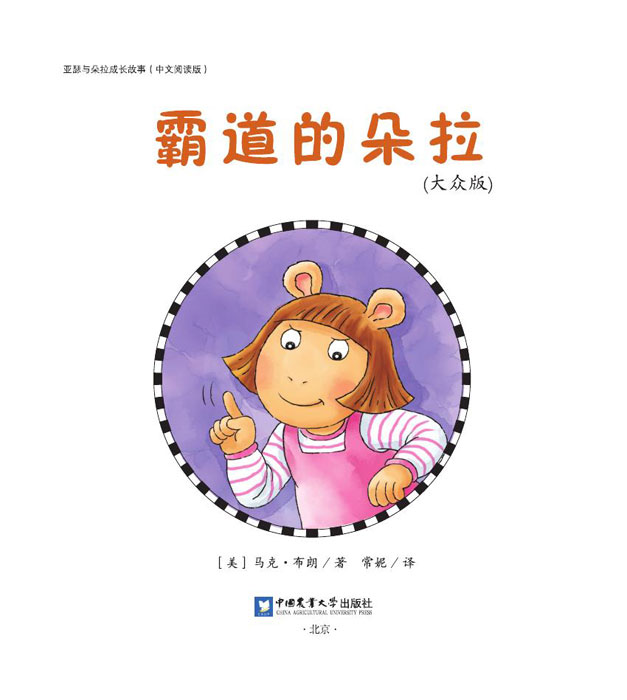 亚瑟与朵拉成长故事（中文阅读版）
霸道的朵拉
(大众版)
［美］马克·布朗／著 常妮／译
中国农业大学出版社
CHINA AGRICULTURAL UNIVERSITY PRESS
·北京·